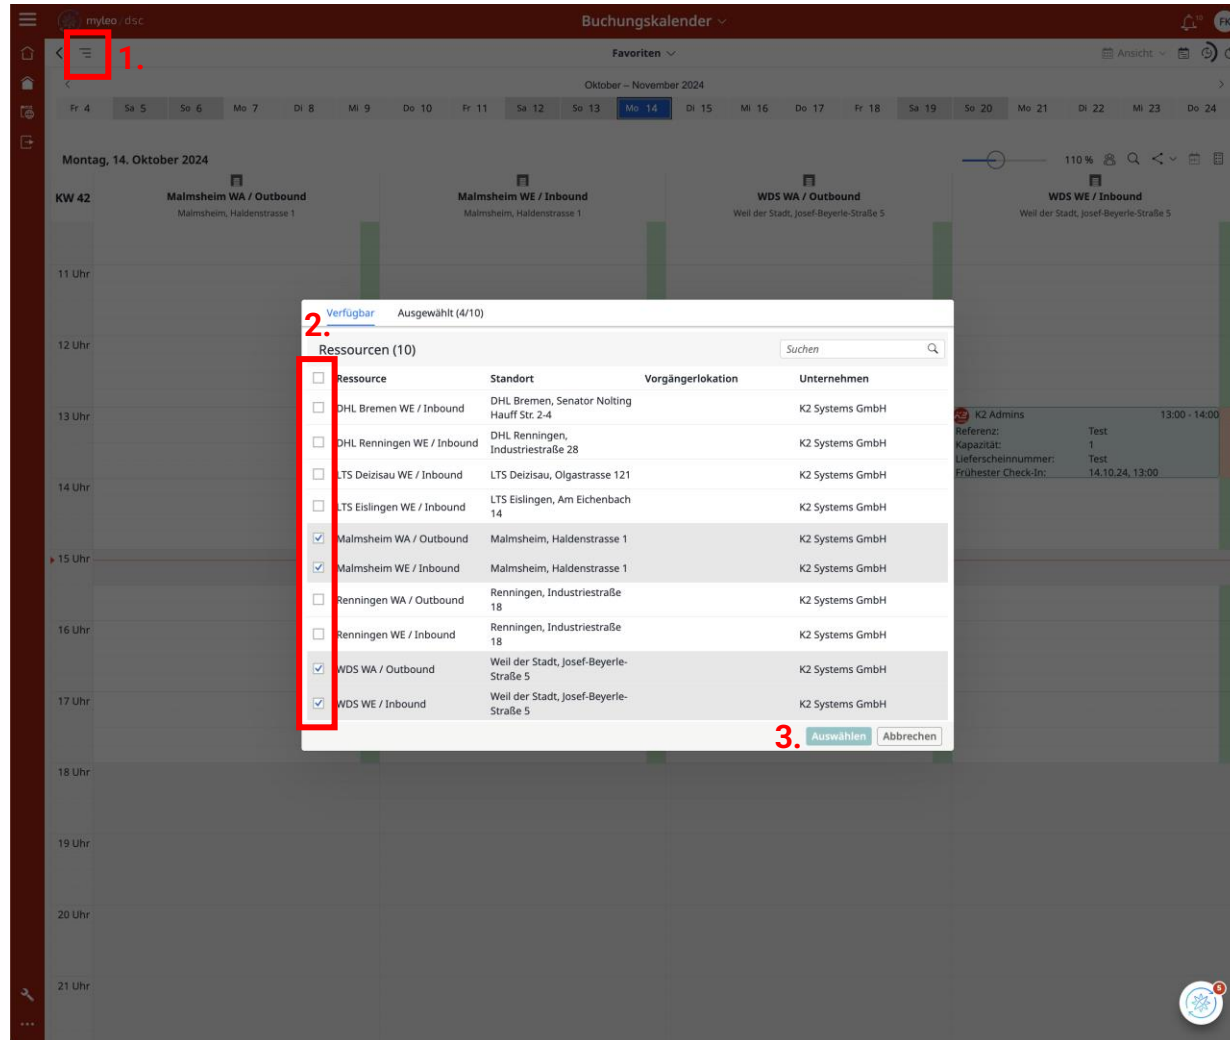 myleo / dsc
Buchungskalender
10
FK
1.
Favoriten
Ansicht
Oktober – November 2024
Fr 4 Sa 5 So 6 Mo 7 Di 8 Mi 9 Do 10 Fr 11 Sa 12 So 13 Mo 14 Di 15 Mi 16 Do 17 Fr 18 Sa 19 So 20 Mo 21 Di 22 Mi 23 Do 24
Montag, 14. Oktober 2024
110 %
KW 42
Malmsheim WA / Outbound
Malmsheim, Haldenstrasse 1
Malmsheim WE / Inbound
Malmsheim, Haldenstrasse 1
WDS WA / Outbound
Weil der Stadt, Josef-Beyerle-Straße 5
WDS WE / Inbound
Weil der Stadt, Josef-Beyerle-Straße 5
11 Uhr
12 Uhr
13 Uhr
14 Uhr
15 Uhr
16 Uhr
17 Uhr
18 Uhr
19 Uhr
20 Uhr
21 Uhr
K2 K2 Admins 13:00 - 14:00
Referenz: Test
Kapazität: 1
Lieferscheinnummer: Test
Frühester Check-In: 14.10.24, 13:00
2.
Verfügbar Ausgewählt (4/10)
Ressourcen (10)
Suchen
Ressource Standort Vorgängerlokation Unternehmen
DHL Bremen WE / Inbound DHL Bremen, Senator Nolting K2 Systems GmbH
Hauff Str. 2-4
DHL Renningen WE / Inbound DHL Renningen, K2 Systems GmbH
Industriestraße 28
LTS Deizisau WE / Inbound LTS Deizisau, Olgastrasse 121 K2 Systems GmbH
LTS Eislingen WE / Inbound LTS Eislingen, Am Eichenbach K2 Systems GmbH
14
Malmsheim WA / Outbound Malmsheim, Haldenstrasse 1 K2 Systems GmbH
Malmsheim WE / Inbound Malmsheim, Haldenstrasse 1 K2 Systems GmbH
Renningen WA / Outbound Renningen, Industriestraße K2 Systems GmbH
18
Renningen WE / Inbound Renningen, Industriestraße K2 Systems GmbH
18
WDS WA / Outbound Weil der Stadt, Josef-Beyerle- K2 Systems GmbH
Straße 5
WDS WE / Inbound Weil der Stadt, Josef-Beyerle- K2 Systems GmbH
Straße 5
3.
Auswählen Abbrechen
5